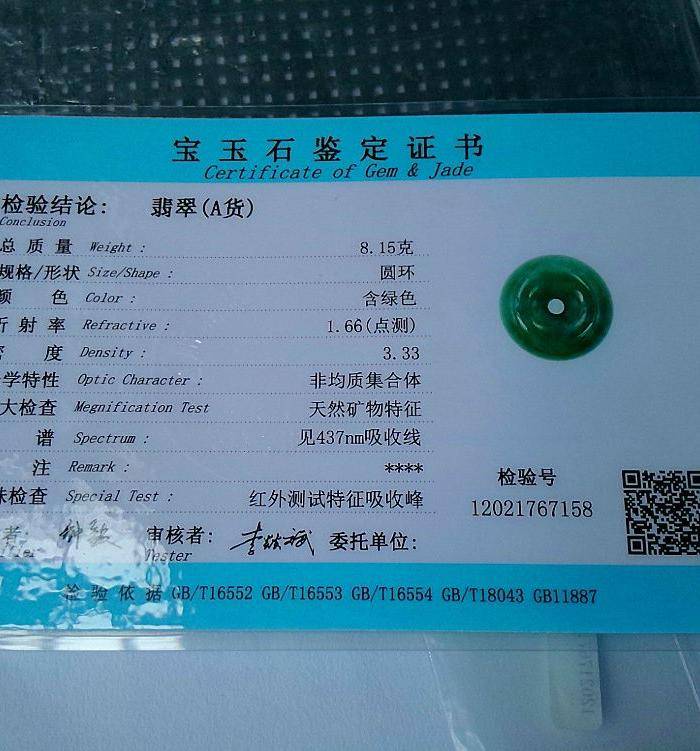 宝玉石鉴定证书
Certificate of Gem & Jade
检验结论: 翡翠(A货)
Conclusion
总质量 Weight : 8.15克
规格/形状 Size/Shape : 圆环
颜色 Color : 含绿色
折射率 Refractive : 1.66(点测)
密度 Density : 3.33
光学特性 Optic Character : 非均质集合体
放大检查 Megnification Test 天然矿物特征
谱 Spectrum : 见437nm吸收线
注 Remark : ****
殊检查 Special Test : 红外测试特征吸收峰
检验号
12021767158
者: 审核者: 委托单位:
Tester
检验依据 GB/T16552 GB/T16553 GB/T16554 GB/T18043 GB11887